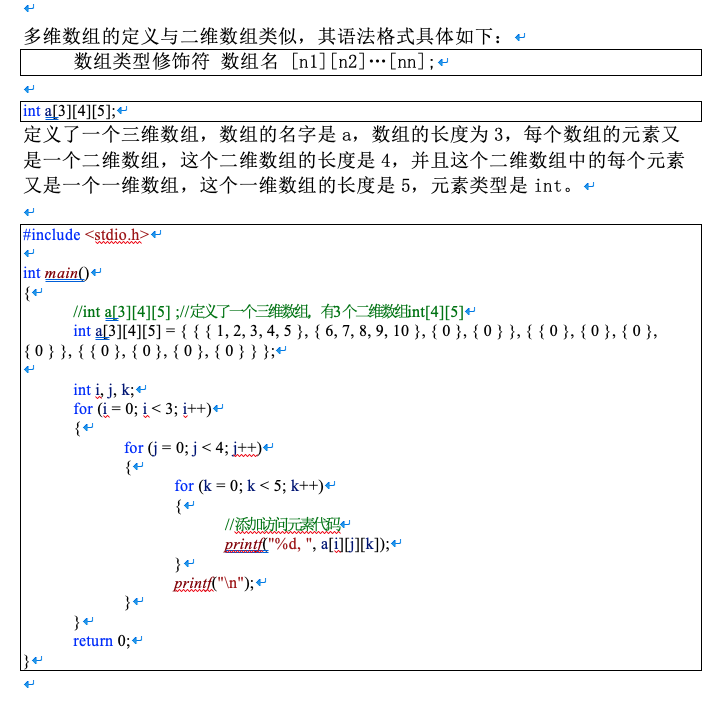 多维数组的定义与二维数组类似，其语法格式具体如下：
数组类型修饰符 数组名 [n1][n2]…[nn];
int a[3][4][5];
定义了一个三维数组，数组的名字是 a，数组的长度为 3，每个数组的元素又
是一个二维数组，这个二维数组的长度是 4，并且这个二维数组中的每个元素
又是一个一维数组，这个一维数组的长度是 5，元素类型是 int。
#include <stdio.h>
int main()
{
//int a[3][4][5] ;//定义了一个三维数组，有3个二维数组int[4][5]
int a[3][4][5] = { { { 1, 2, 3, 4, 5 }, { 6, 7, 8, 9, 10 }, { 0 }, { 0 } }, { { 0 }, { 0 }, { 0 },
{ 0 } }, { { 0 }, { 0 }, { 0 }, { 0 } } };
int i, j, k;
for (i = 0; i < 3; i++)
{
for (j = 0; j < 4; j++)
{
for (k = 0; k < 5; k++)
{
//添加访问元素代码
printf("%d, ", a[i][j][k]);
}
printf("\n");
}
}
return 0;
}